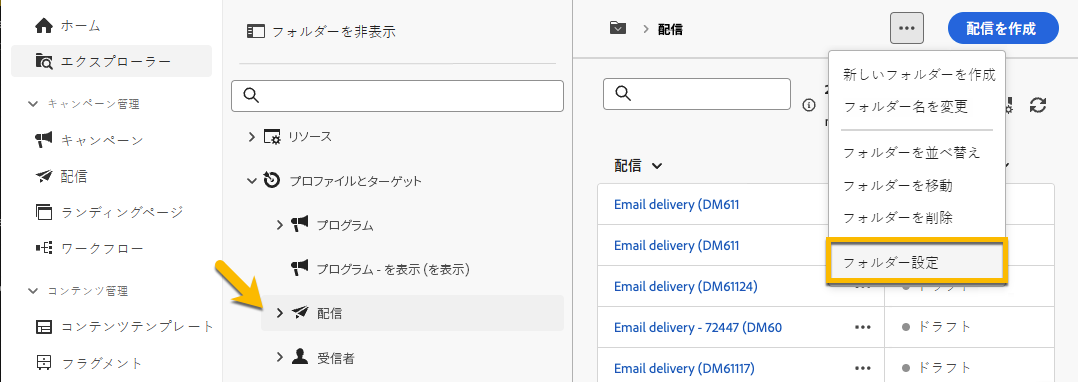 ホーム
エクスプローラー
キャンペーン管理
キャンペーン
配信
ランディングページ
ワークフロー
コンテンツ管理
コンテンツテンプレート
フラグメント
フォルダーを非表示
リソース
プロファイルとターゲット
プログラム
プログラム - を表示 (を表示)
配信
受信者
配信
配信を作成
新しいフォルダーを作成
フォルダー名を変更
フォルダーを並べ替え
フォルダーを移動
フォルダーを削除
フォルダー設定
配信
Email delivery (DM611
Email delivery (DM611
Email delivery (DM61124)
ドラフト
Email delivery - 72447 (DM60
ドラフト
Email delivery (DM61117)
ドラフト